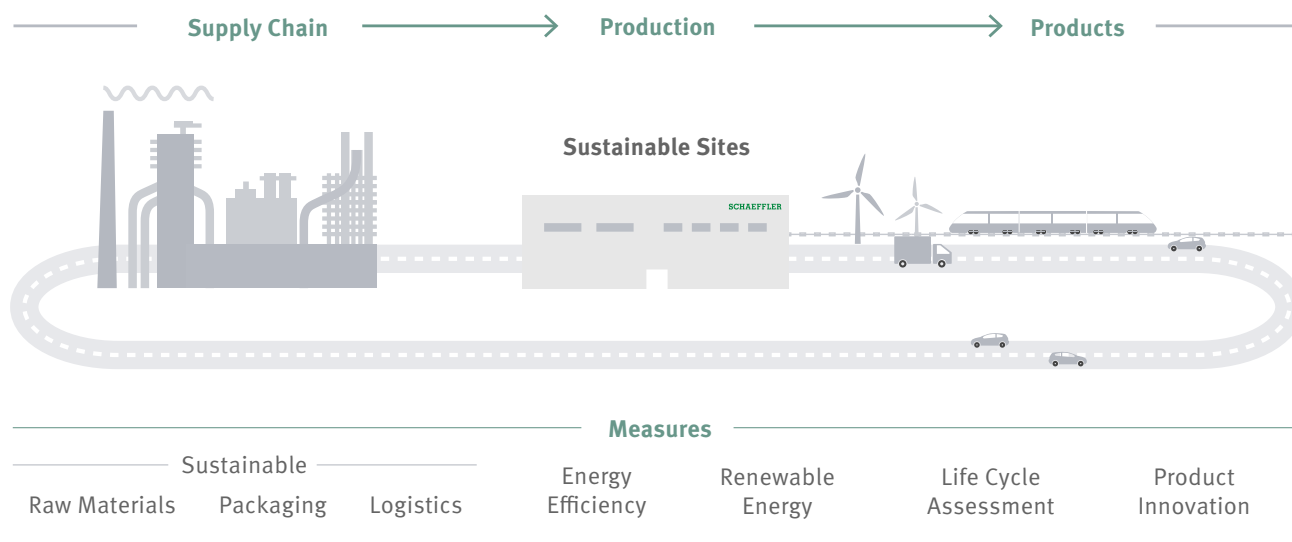 Supply Chain
Production
Products
Sustainable Sites
SCHAEFFLER
Measures
Sustainable
Raw Materials
Packaging
Logistics
Energy
Efficiency
Renewable
Energy
Life Cycle
Assessment
Product
Innovation